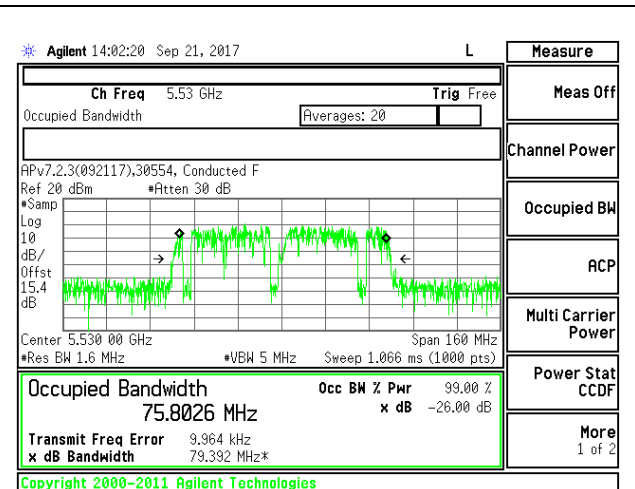 Agilent 14:02:20 Sep 21, 2017 L
Measure
Ch Freq 5.53 GHz Trig Free
Occupied Bandwidth Averages: 20
APv7.2.3(092117),30554, Conducted F
Ref 20 dBm #Atten 30 dB
#Samp
Log
10
dB/
Offst
15.4
dB
Center 5.530 00 GHz Span 160 MHz
#Res BW 1.6 MHz #VBW 5 MHz Sweep 1.066 ms (1000 pts)
Occupied Bandwidth Occ BW % Pwr 99.00 %
75.8026 MHz x dB -26.00 dB
Transmit Freq Error 9.964 kHz
x dB Bandwidth 79.392 MHz*
Copyright 2000-2011 Agilent Technologies
Meas Off
Channel Power
Occupied BW
ACP
Multi Carrier
Power
Power Stat
CCDF
More
1 of 2